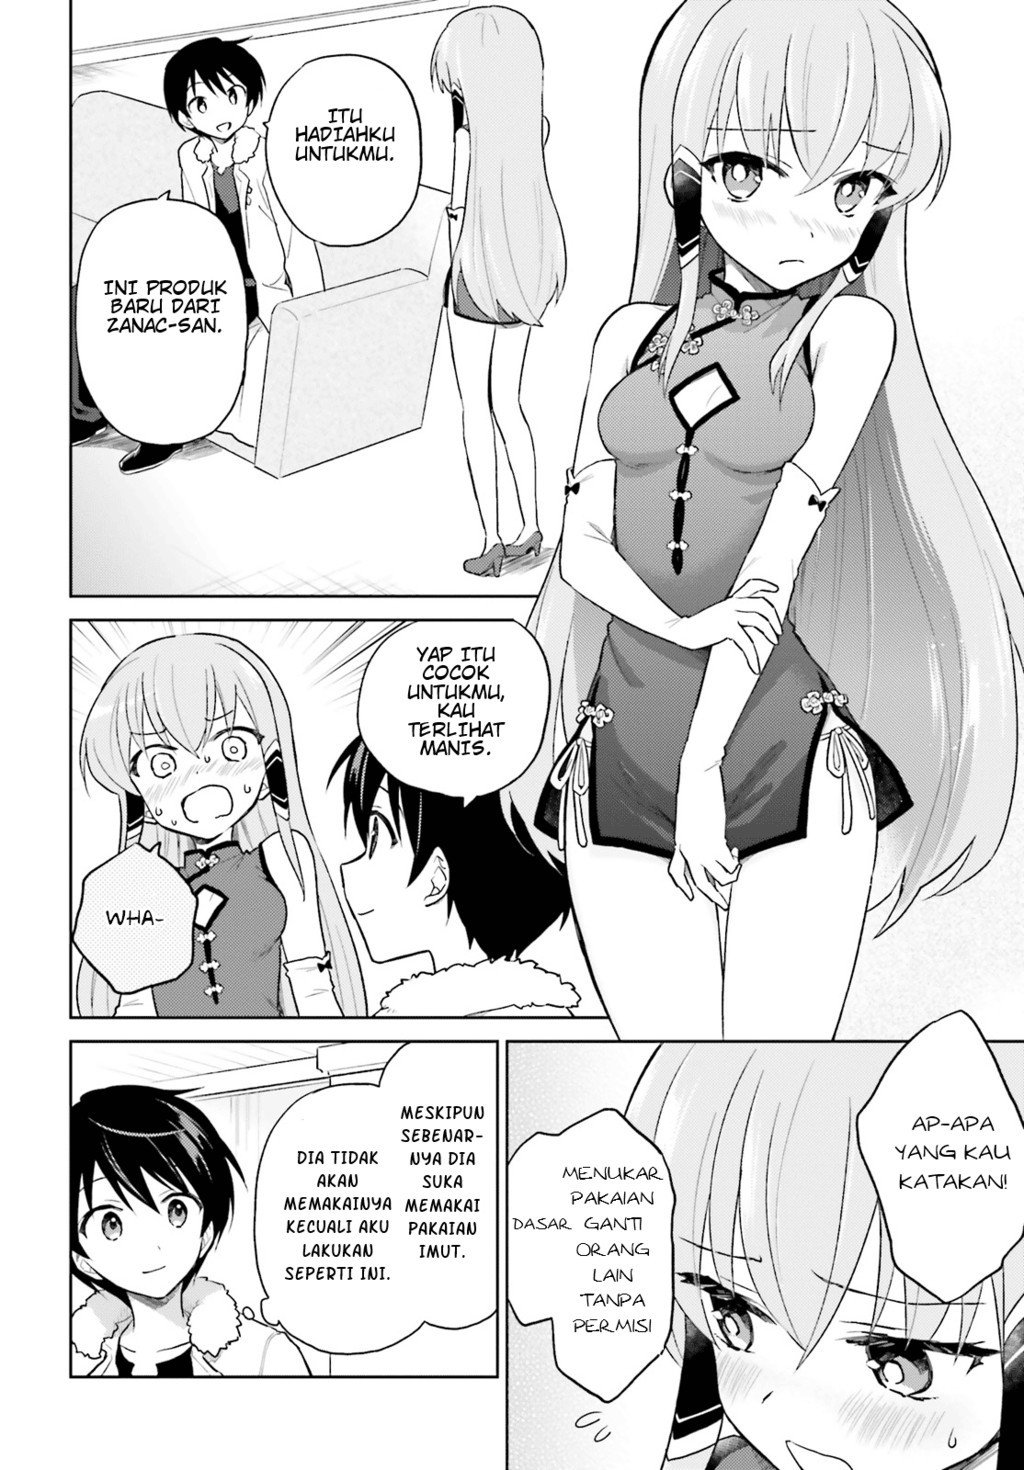 ITU
HADIAHKU
UNTUKMU.
INI PRODUK
BARU DARI
ZANAC-SAN.
YAP ITU
COCOK
UNTUKMU,
KAU
TERLIHAT
MANIS.
WHA-
MESKIPUN
SEBENAR-
NYA DIA
SUKA
MEMAKAI
PAKAIAN
IMUT.
DIA TIDAK
AKAN
MEMAKAINYA
KECUALI AKU
LAKUKAN
SEPERTI INI.
AP-APA
YANG KAU
KATAKAN!
MENUKAR
PAKAIAN
DASAR GANTI
ORANG
LAIN
TANPA
PERMISI